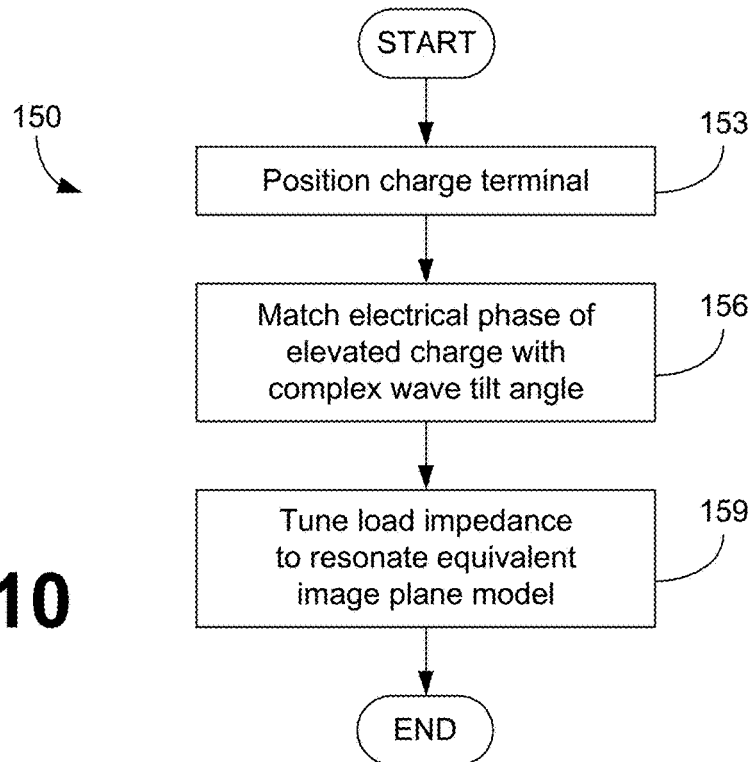 START
150
153
Position charge terminal
156
Match electrical phase of
elevated charge with
complex wave tilt angle
159
Tune load impedance
to resonate equivalent
image plane model
10
END